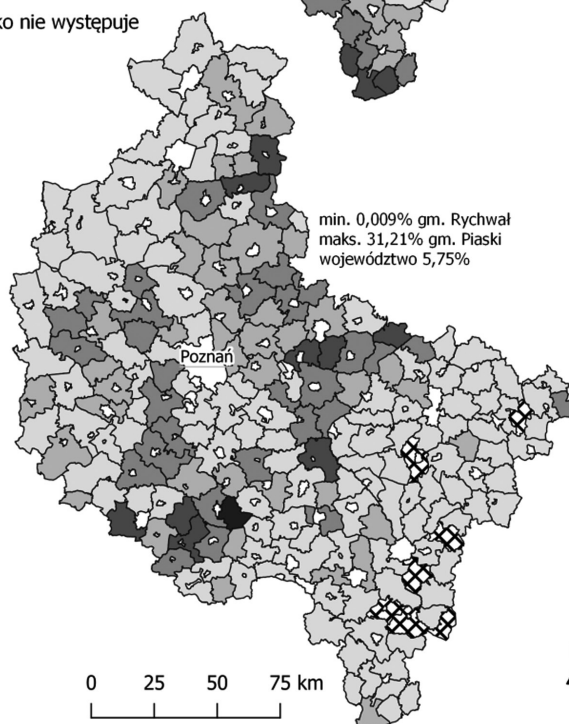 ko nie występuje
min. 0,009% gm. Rychwał
maks. 31,21% gm. Piaski
województwo 5,75%
Poznań
0 25 50 75 km